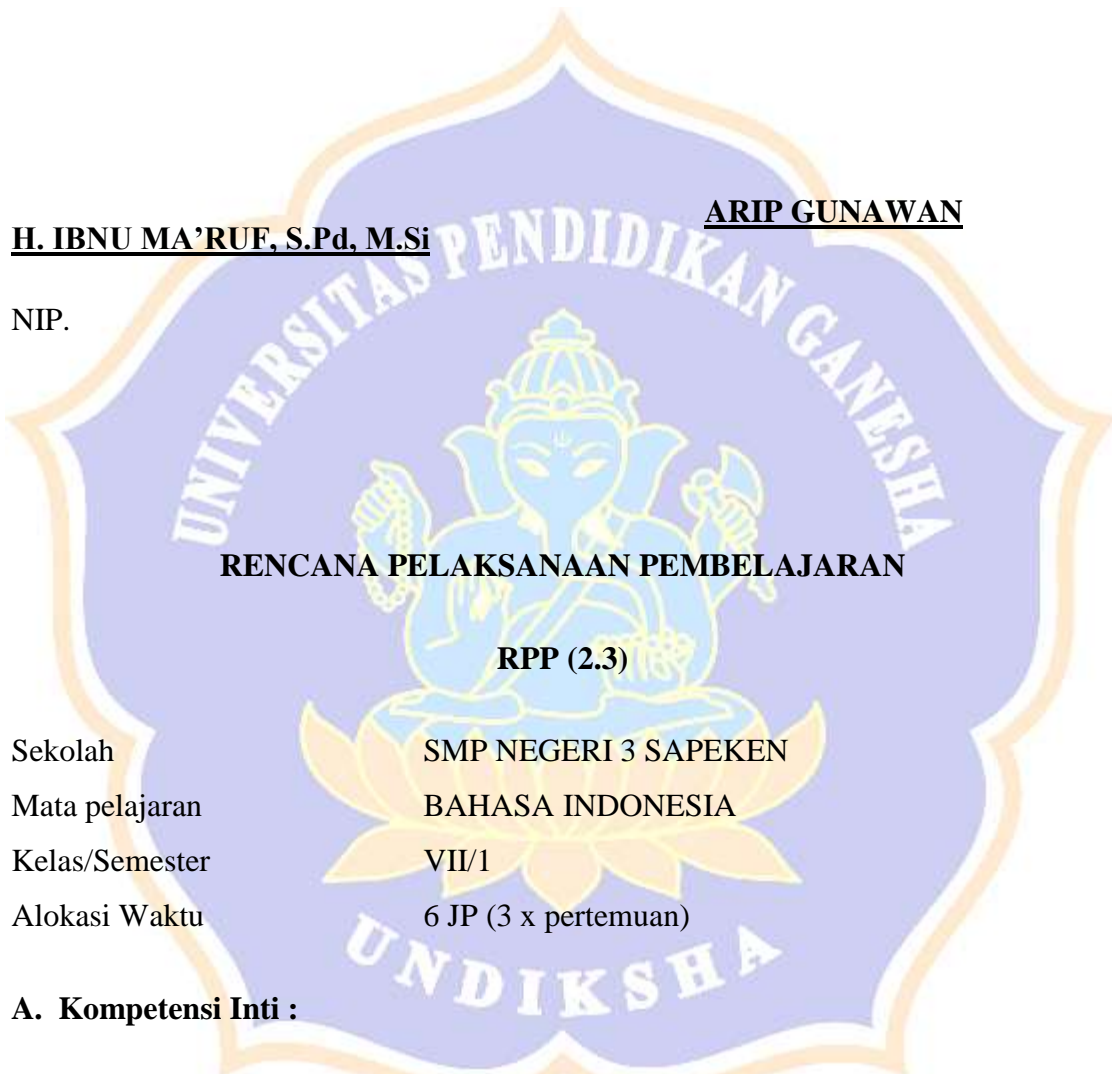 ARIP GUNAWAN
H. IBNU MA’RUF, S.Pd, M.Si
NIP.
UNIVERSITAS PENDIDIKAN GANESHA
RENCANA PELAKSANAAN PEMBELAJARAN
RPP (2.3)
Sekolah SMP NEGERI 3 SAPEKEN
Mata pelajaran BAHASA INDONESIA
Kelas/Semester VII/1
Alokasi Waktu 6 JP (3 x pertemuan)
UNDIKSHA
A. Kompetensi Inti :